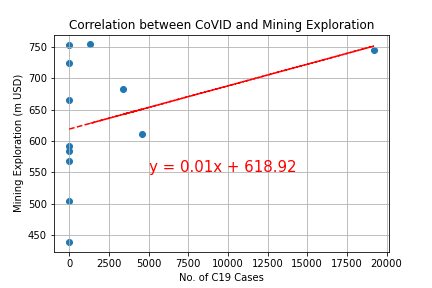 Correlation between CoVID and Mining Exploration
750
700
650
600
550
500
450
Mining Exploration (m USD)
y = 0.01x + 618.92
0 2500 5000 7500 10000 12500 15000 17500 20000
No. of C19 Cases